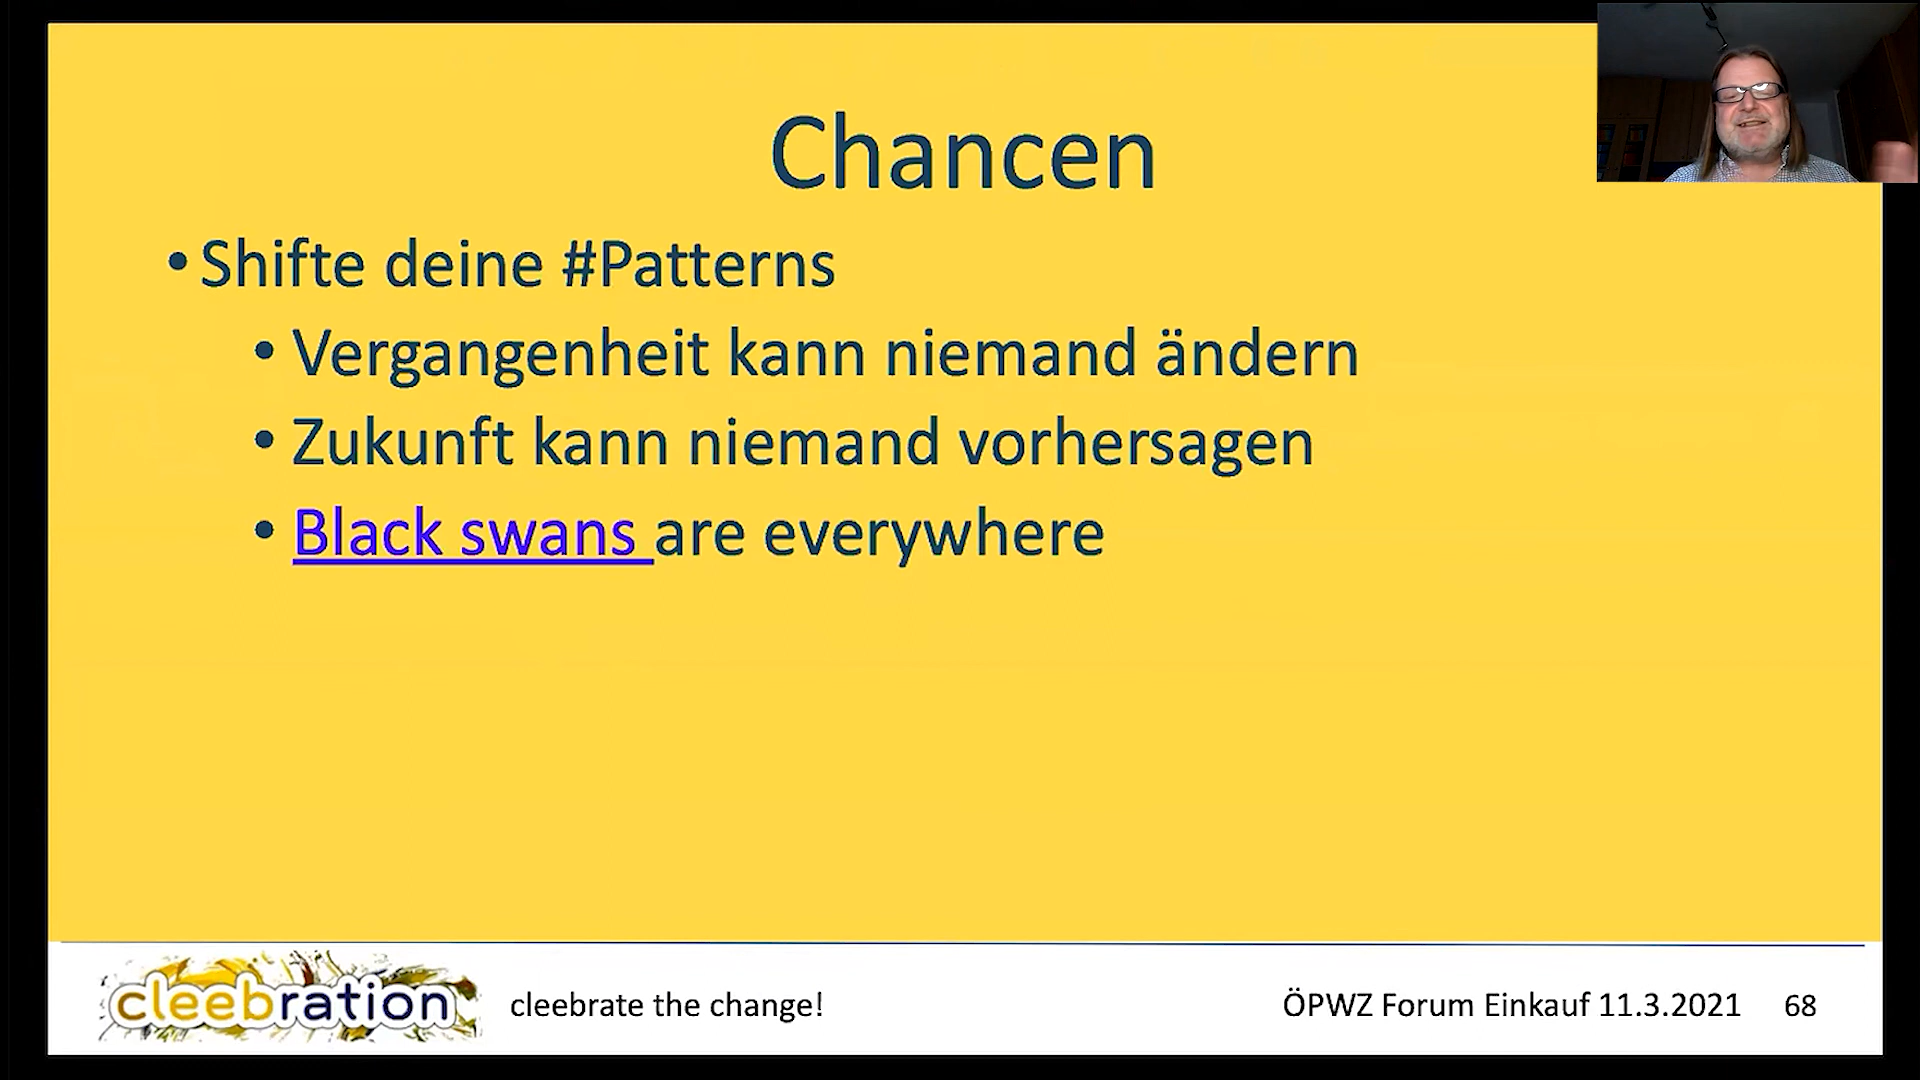 Chancen
• Shifte deine #Patterns
• Vergangenheit kann niemand ändern
• Zukunft kann niemand vorhersagen
• Black swans are everywhere
cleebration
cleebrate the change!
ÖPWZ Forum Einkauf 11.3.2021 68